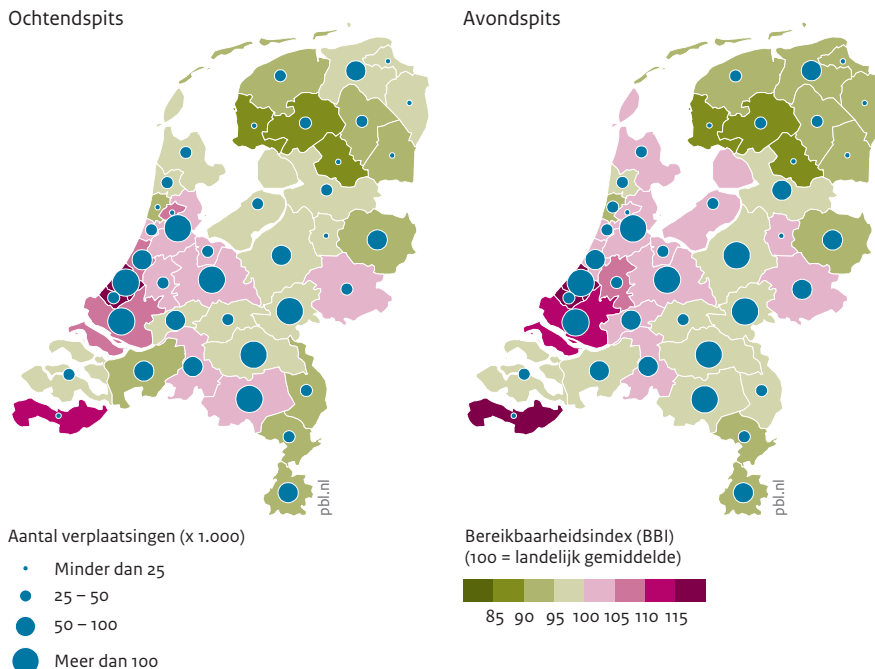 Ochtendspits
Avondspits
pbl.nl
pbl.nl
Aantal verplaatsingen (x 1.000)
Minder dan 25
25 – 50
50 – 100
Meer dan 100
Bereikbaarheidsindex (BBI)
(100 = landelijk gemiddelde)
85 90 95 100 105 110 115